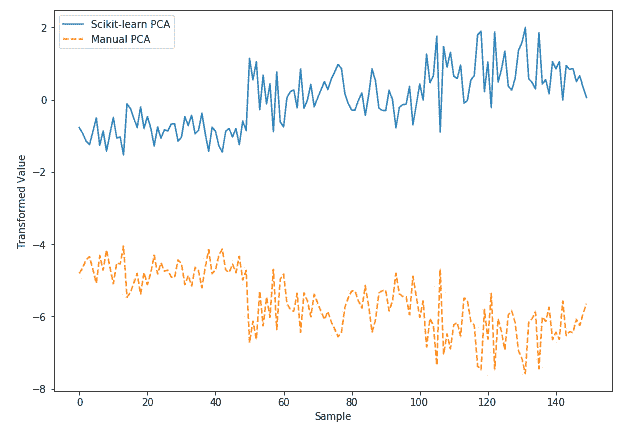 Scikit-learn PCA
Manual PCA
2
0
−2
−4
−6
−8
Transformed Value
0 20 40 60 80 100 120 140
Sample